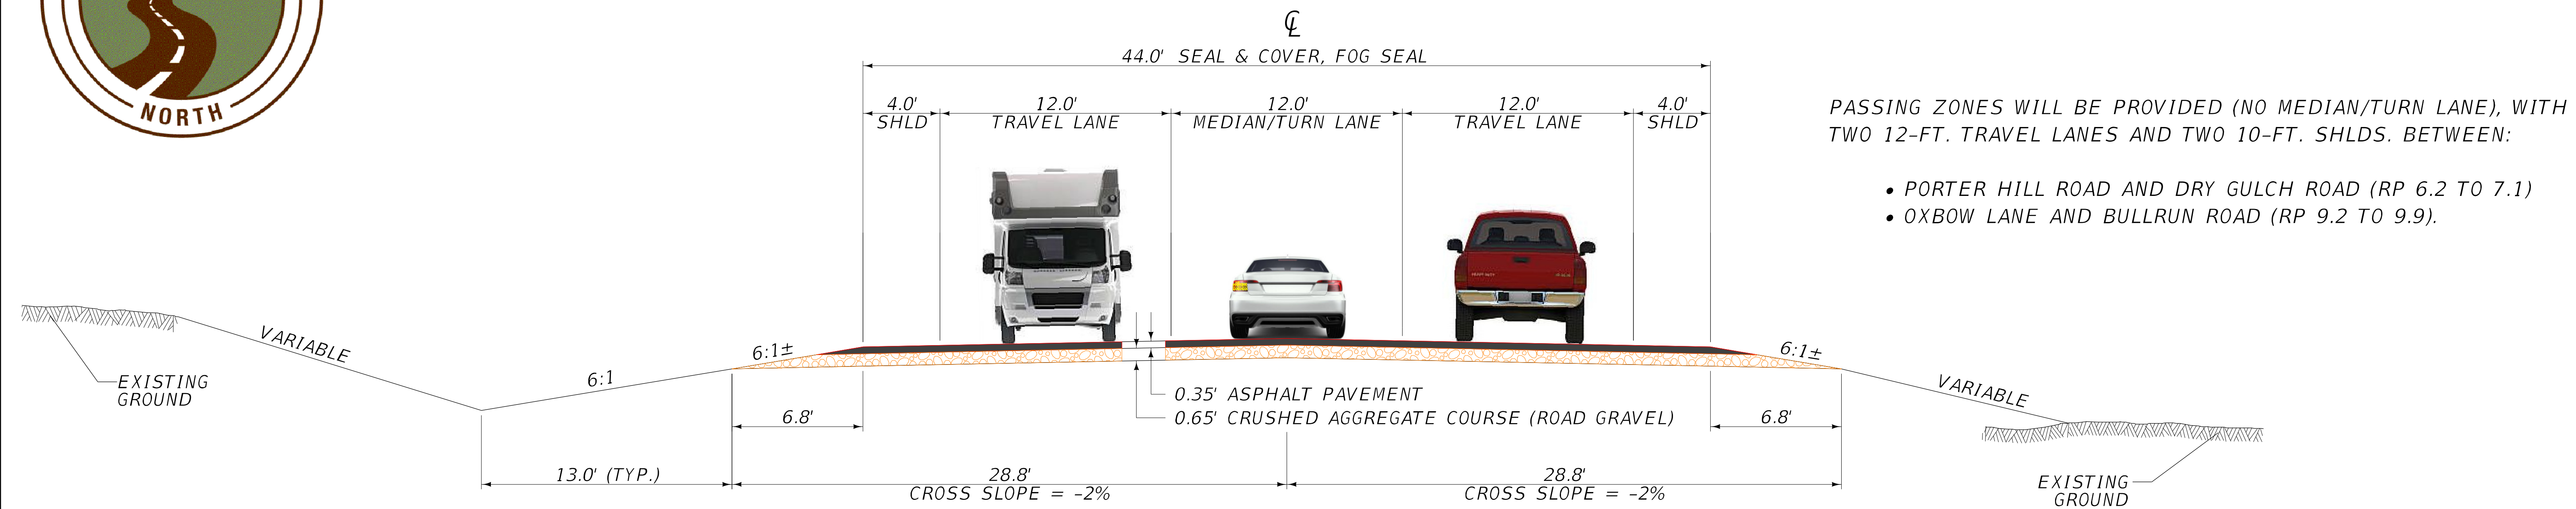 NORTH
℄
44.0' SEAL & COVER, FOG SEAL
4.0'
SHLD
12.0'
TRAVEL LANE
12.0'
MEDIAN/TURN LANE
12.0'
TRAVEL LANE
4.0'
SHLD
PASSING ZONES WILL BE PROVIDED (NO MEDIAN/TURN LANE), WITH
TWO 12-FT. TRAVEL LANES AND TWO 10-FT. SHLDS. BETWEEN:
• PORTER HILL ROAD AND DRY GULCH ROAD (RP 6.2 TO 7.1)
• OXBOW LANE AND BULLRUN ROAD (RP 9.2 TO 9.9).
VARIABLE
EXISTING
GROUND
6:1
6:1±
6:1±
VARIABLE
0.35' ASPHALT PAVEMENT
0.65' CRUSHED AGGREGATE COURSE (ROAD GRAVEL)
6.8'
6.8'
13.0' (TYP.)
28.8'
CROSS SLOPE = -2%
28.8'
CROSS SLOPE = -2%
EXISTING
GROUND